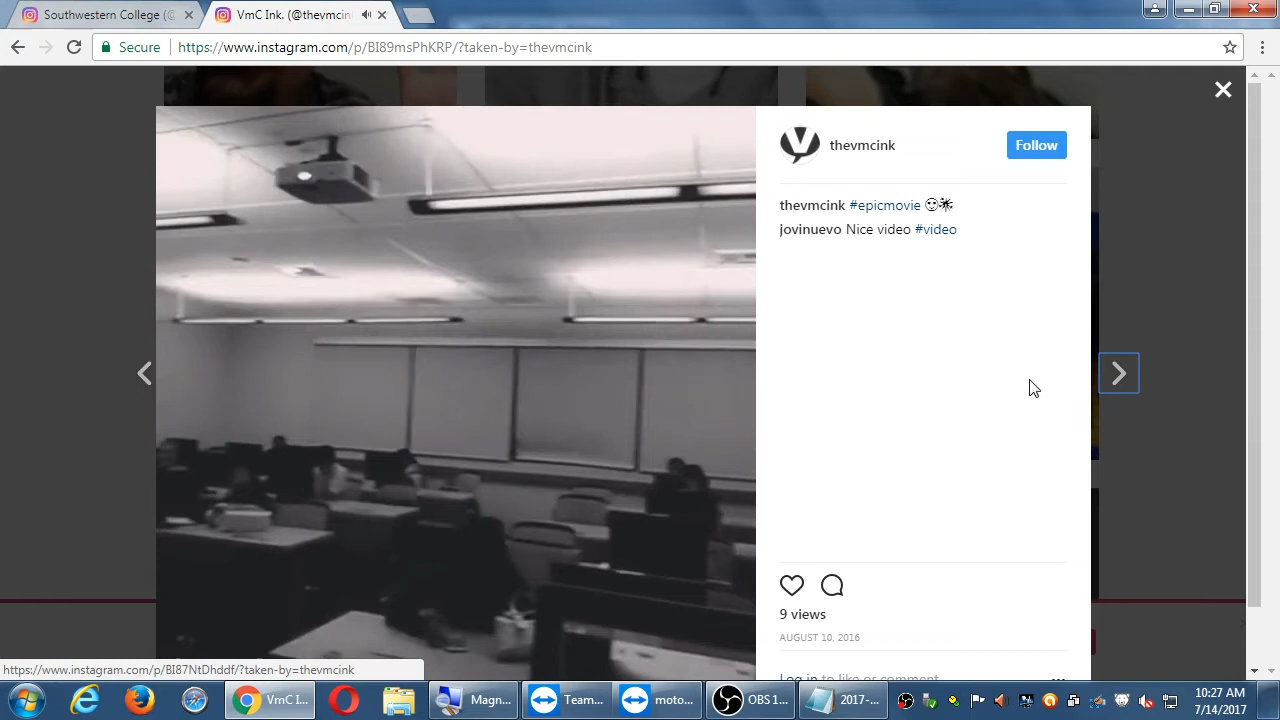 Southwestern College (@
VmC Ink. (@thevmcin
Secure
https://www.instagram.com/p/BI89msPhKRP/?taken-by=thevmcink
thevmcink
Follow
thevmcink #epicmovie
jovinuevo Nice video #video
9 views
AUGUST 10, 2016
Log in to like or comment
https://www.instagram.com/p/BI87NtDhddf/?taken-by=thevmcink
VmC I...
Magn...
Team...
moto...
OBS 1...
2017-...
10:27 AM
7/14/2017